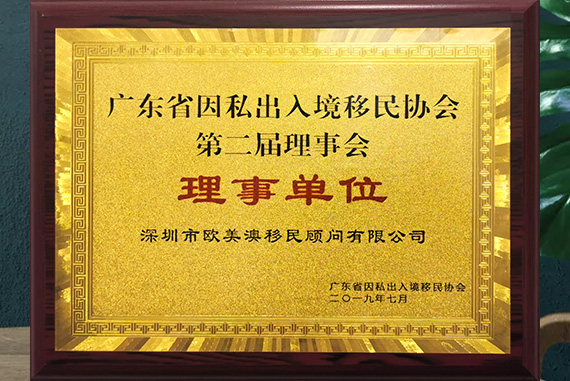 广东省因私出入境移民协会
第二届理事会
理事单位
深圳市欧美澳移民顾问有限公司
广东省因私出入境移民协会
二〇一九年七月